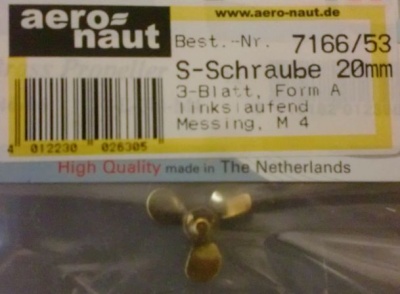 aero=
naut
www.aero-naut.de
Best.-Nr. 7166/53
S-Schraube 20mm
3-Blatt, Form A
linkslaufend
Messing, M 4
4 012230 026305
High Quality made in The Netherlands